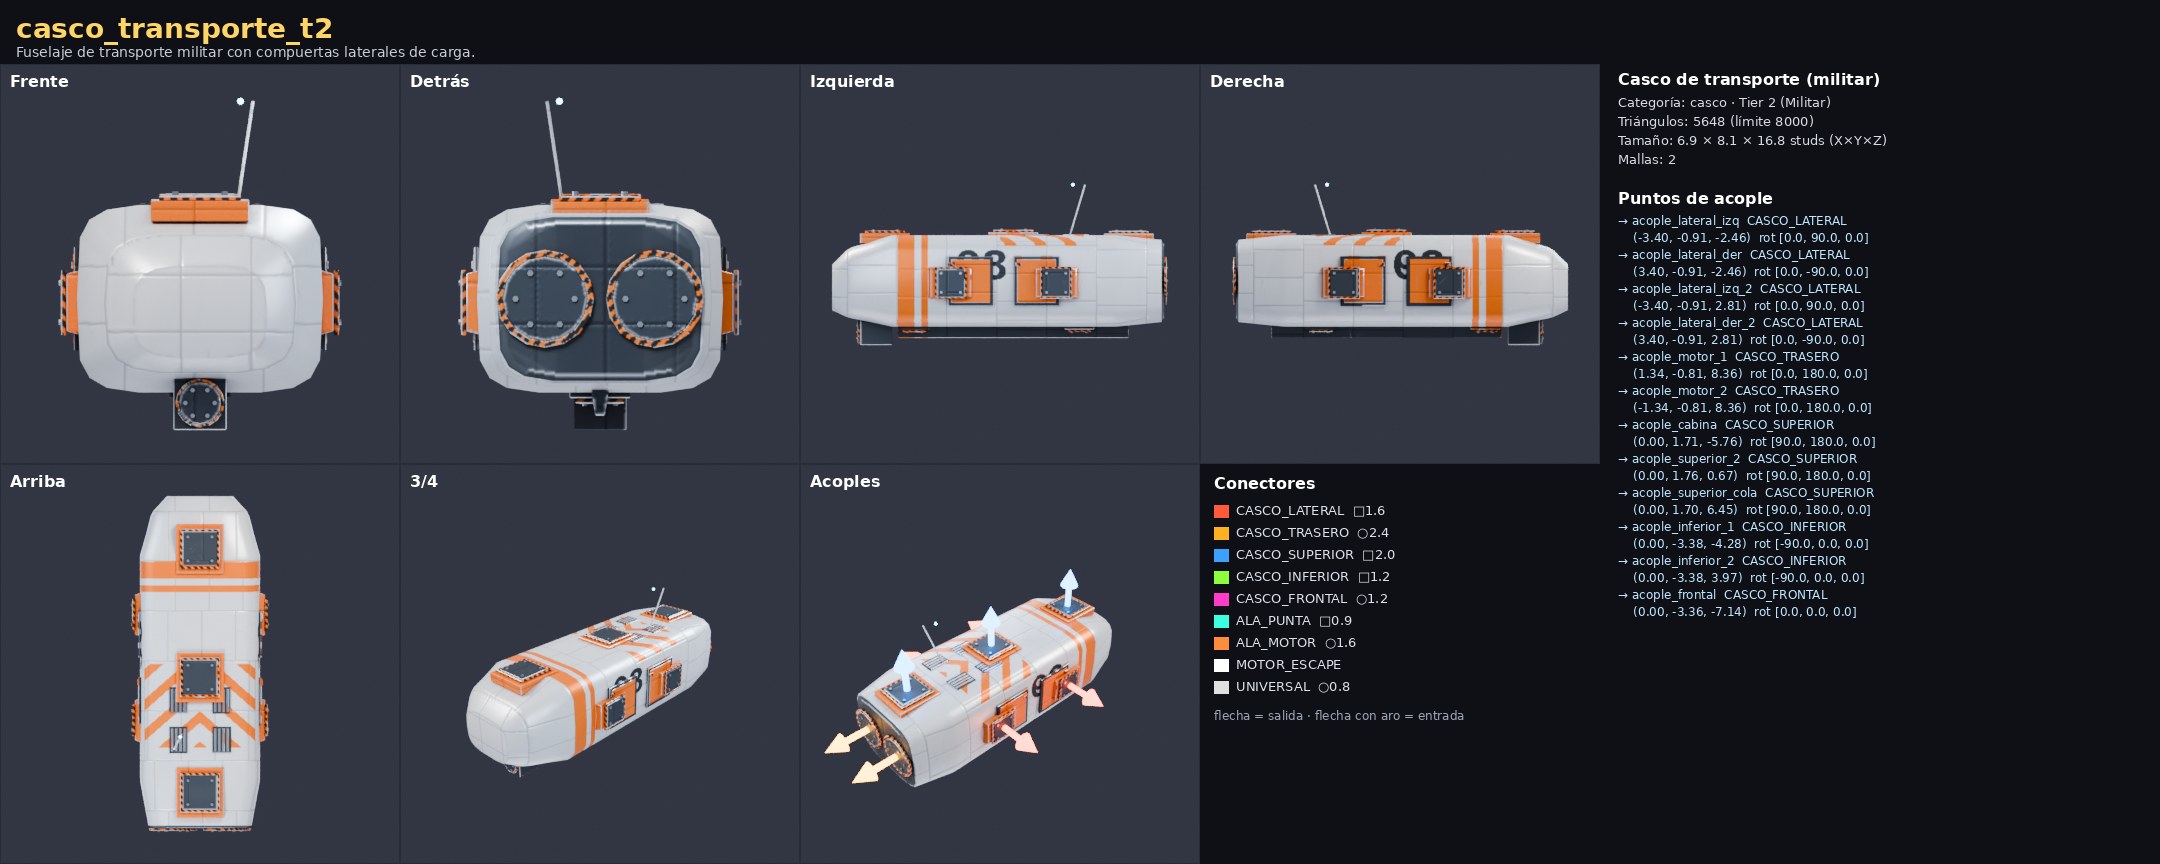 casco_transporte_t2
Fuselaje de transporte militar con compuertas laterales de carga.
Frente
Detrás
Izquierda
Derecha
Arriba
3/4
Acoples
Conectores
CASCO_LATERAL □1.6
CASCO_TRASERO ○2.4
CASCO_SUPERIOR □2.0
CASCO_INFERIOR □1.2
CASCO_FRONTAL ○1.2
ALA_PUNTA □0.9
ALA_MOTOR ○1.6
MOTOR_ESCAPE
UNIVERSAL ○0.8
flecha = salida · flecha con aro = entrada
Casco de transporte (militar)
Categoría: casco · Tier 2 (Militar)
Triángulos: 5648 (límite 8000)
Tamaño: 6.9 × 8.1 × 16.8 studs (X×Y×Z)
Mallas: 2
Puntos de acople
→ acople_lateral_izq CASCO_LATERAL
(-3.40, -0.91, -2.46) rot [0.0, 90.0, 0.0]
→ acople_lateral_der CASCO_LATERAL
(3.40, -0.91, -2.46) rot [0.0, -90.0, 0.0]
→ acople_lateral_izq_2 CASCO_LATERAL
(-3.40, -0.91, 2.81) rot [0.0, 90.0, 0.0]
→ acople_lateral_der_2 CASCO_LATERAL
(3.40, -0.91, 2.81) rot [0.0, -90.0, 0.0]
→ acople_motor_1 CASCO_TRASERO
(1.34, -0.81, 8.36) rot [0.0, 180.0, 0.0]
→ acople_motor_2 CASCO_TRASERO
(-1.34, -0.81, 8.36) rot [0.0, 180.0, 0.0]
→ acople_cabina CASCO_SUPERIOR
(0.00, 1.71, -5.76) rot [90.0, 180.0, 0.0]
→ acople_superior_2 CASCO_SUPERIOR
(0.00, 1.76, 0.67) rot [90.0, 180.0, 0.0]
→ acople_superior_cola CASCO_SUPERIOR
(0.00, 1.70, 6.45) rot [90.0, 180.0, 0.0]
→ acople_inferior_1 CASCO_INFERIOR
(0.00, -3.38, -4.28) rot [-90.0, 0.0, 0.0]
→ acople_inferior_2 CASCO_INFERIOR
(0.00, -3.38, 3.97) rot [-90.0, 0.0, 0.0]
→ acople_frontal CASCO_FRONTAL
(0.00, -3.36, -7.14) rot [0.0, 0.0, 0.0]